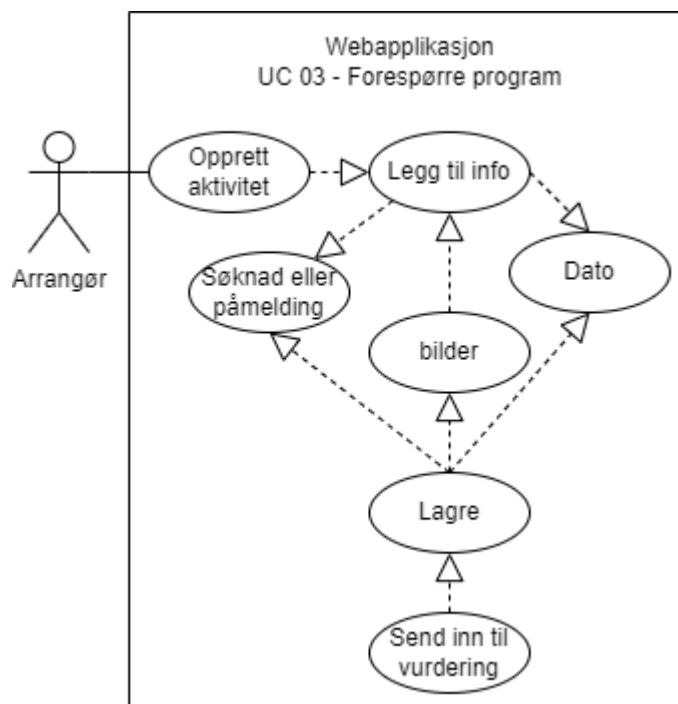 Webapplikasjon
UC 03 - Forespørre program
Opprett
aktivitet
Legg til info
Arrangør
Søknad eller
påmelding
Dato
bilder
Lagre
Send inn til
vurdering